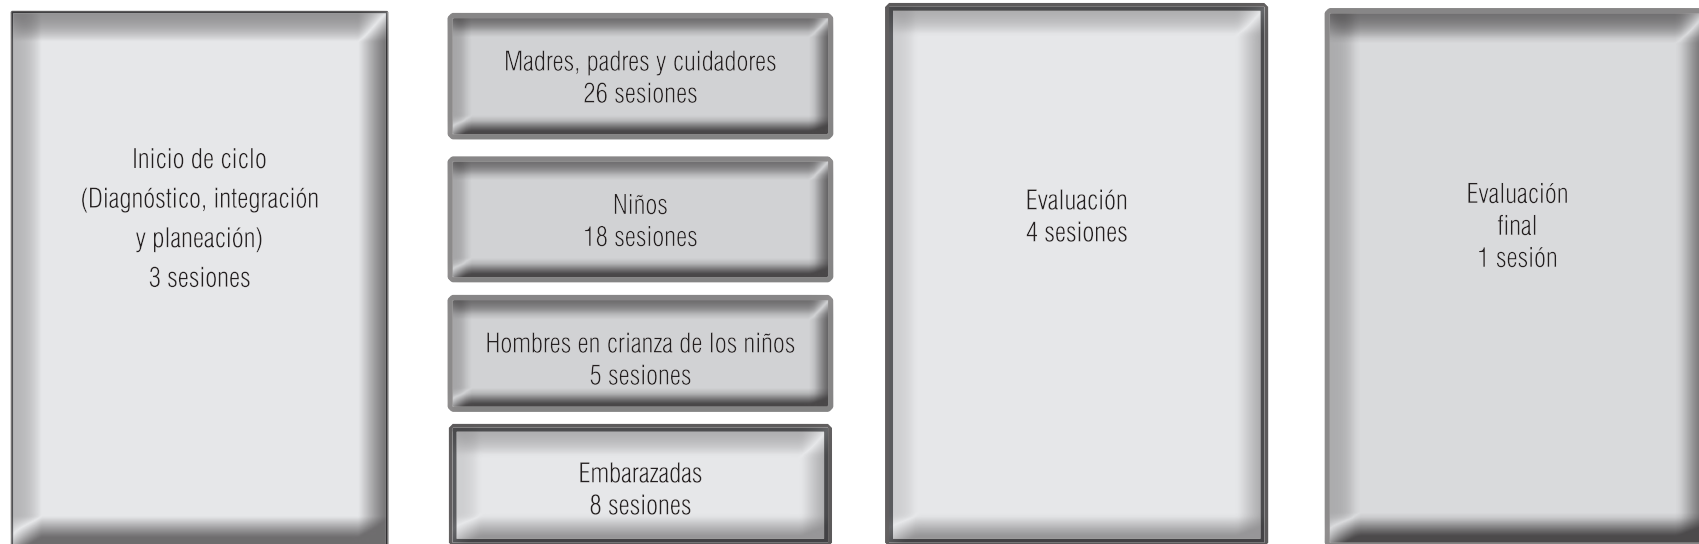 Inicio de ciclo
(Diagnóstico, integración
y planeación)
3 sesiones
Madres, padres y cuidadores
26 sesiones
Niños
18 sesiones
Hombres en crianza de los niños
5 sesiones
Embarazadas
8 sesiones
Evaluación
4 sesiones
Evaluación
final
1 sesión